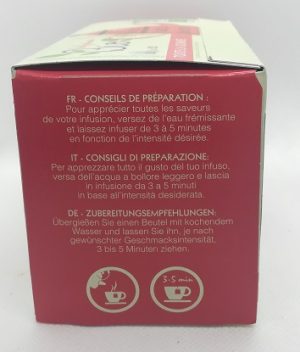 FR - CONSEILS DE PRÉPARATION :
Pour apprécier toutes les saveurs
de votre infusion, versez de l'eau frémissante
et laissez infuser de 3 à 5 minutes
en fonction de l'intensité désirée.
IT - CONSIGLI DI PREPARAZIONE:
Per apprezzare tutto il gusto del tuo infuso,
versa dell'acqua a bollore leggero e lascia
in infusione da 3 a 5 minuti
in base all'intensità desiderata.
DE - ZUBEREITUNGSEMPFEHLUNGEN:
Übergießen Sie einen Beutel mit kochendem
Wasser und lassen Sie ihn, je nach
gewünschter Geschmacksintensität,
3 bis 5 Minuten ziehen.
3-5 min